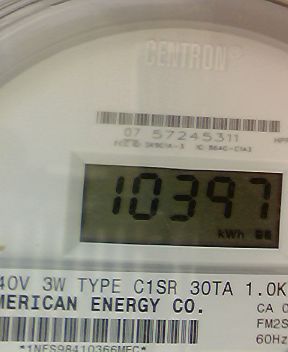 CENTRON®
07 57245311
10397
kWh
40V 3W TYPE C1SR 30TA 1.0K
MERICAN ENERGY CO.
CA 0
FM2S
60Hz
*1NFS98410366MFC*